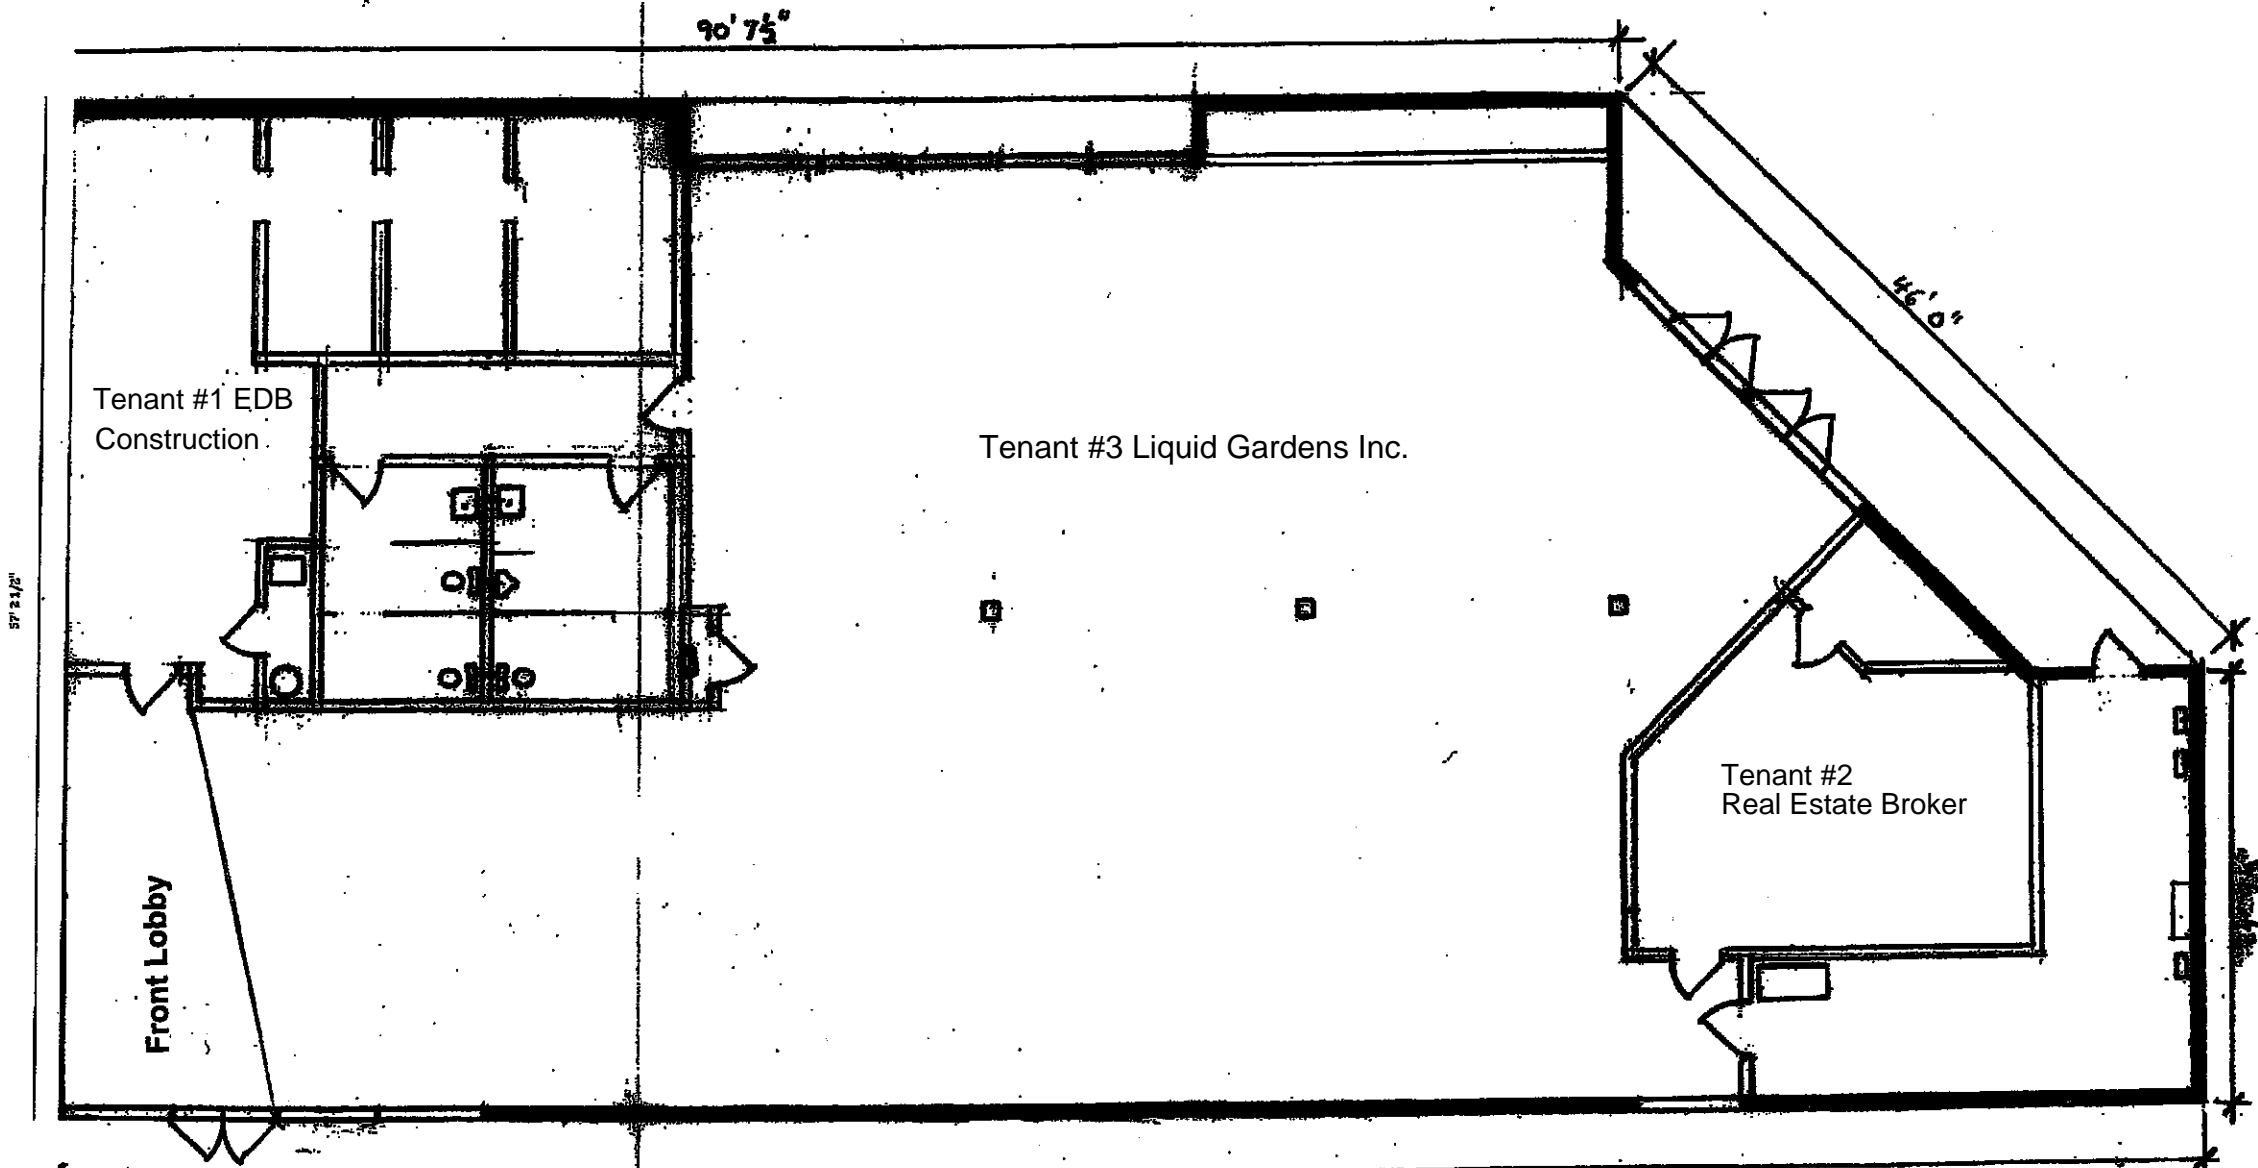 90' 7½"
46' 0"
Tenant #1 EDB
Construction
Tenant #3 Liquid Gardens Inc.
57' 2 1/2"
Tenant #2
Real Estate Broker
Front Lobby